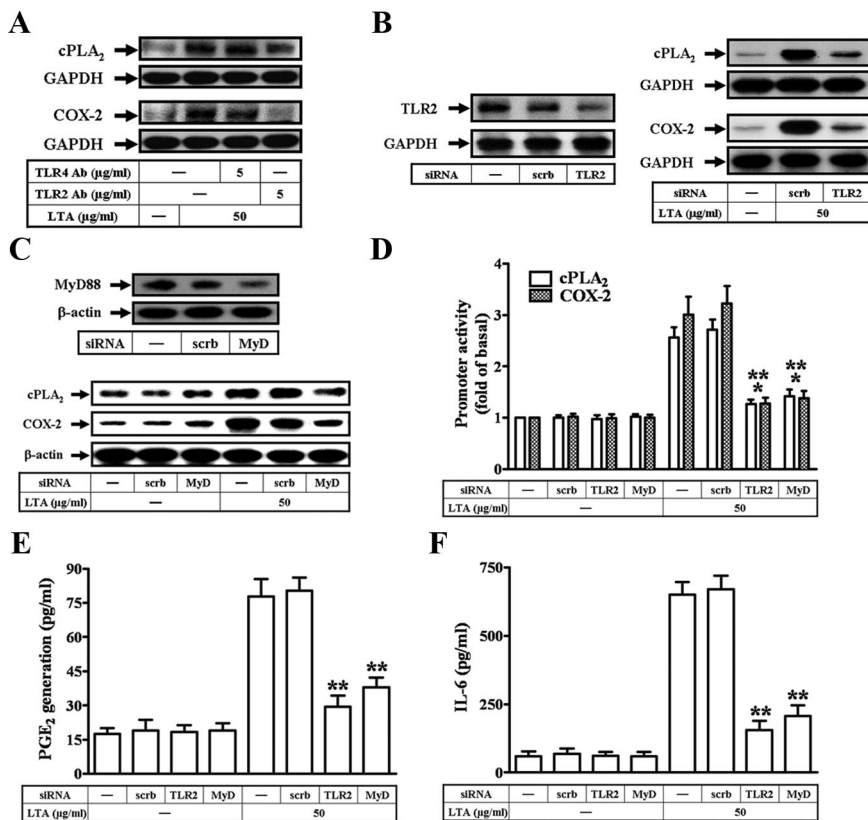 A
cPLA₂
GAPDH
COX-2
GAPDH
TLR4 Ab (μg/ml) — 5 —
TLR2 Ab (μg/ml) — 5
LTA (μg/ml) — 50
B
TLR2
GAPDH
siRNA — scrb TLR2
cPLA₂
GAPDH
COX-2
GAPDH
siRNA — scrb TLR2
LTA (μg/ml) — 50
C
MyD88
β-actin
siRNA — scrb MyD
cPLA₂
COX-2
β-actin
siRNA — scrb MyD — scrb MyD
LTA (μg/ml) — 50
D
cPLA₂
COX-2
Promoter activity
(fold of basal)
4
3
2
1
0
**
*
**
*
siRNA — scrb TLR2 MyD — scrb TLR2 MyD
LTA (μg/ml) — 50
E
PGE₂ generation (pg/ml)
90
75
60
45
30
15
0
**
**
siRNA — scrb TLR2 MyD — scrb TLR2 MyD
LTA (μg/ml) — 50
F
IL-6 (pg/ml)
750
500
250
0
**
**
siRNA — scrb TLR2 MyD — scrb TLR2 MyD
LTA (μg/ml) — 50